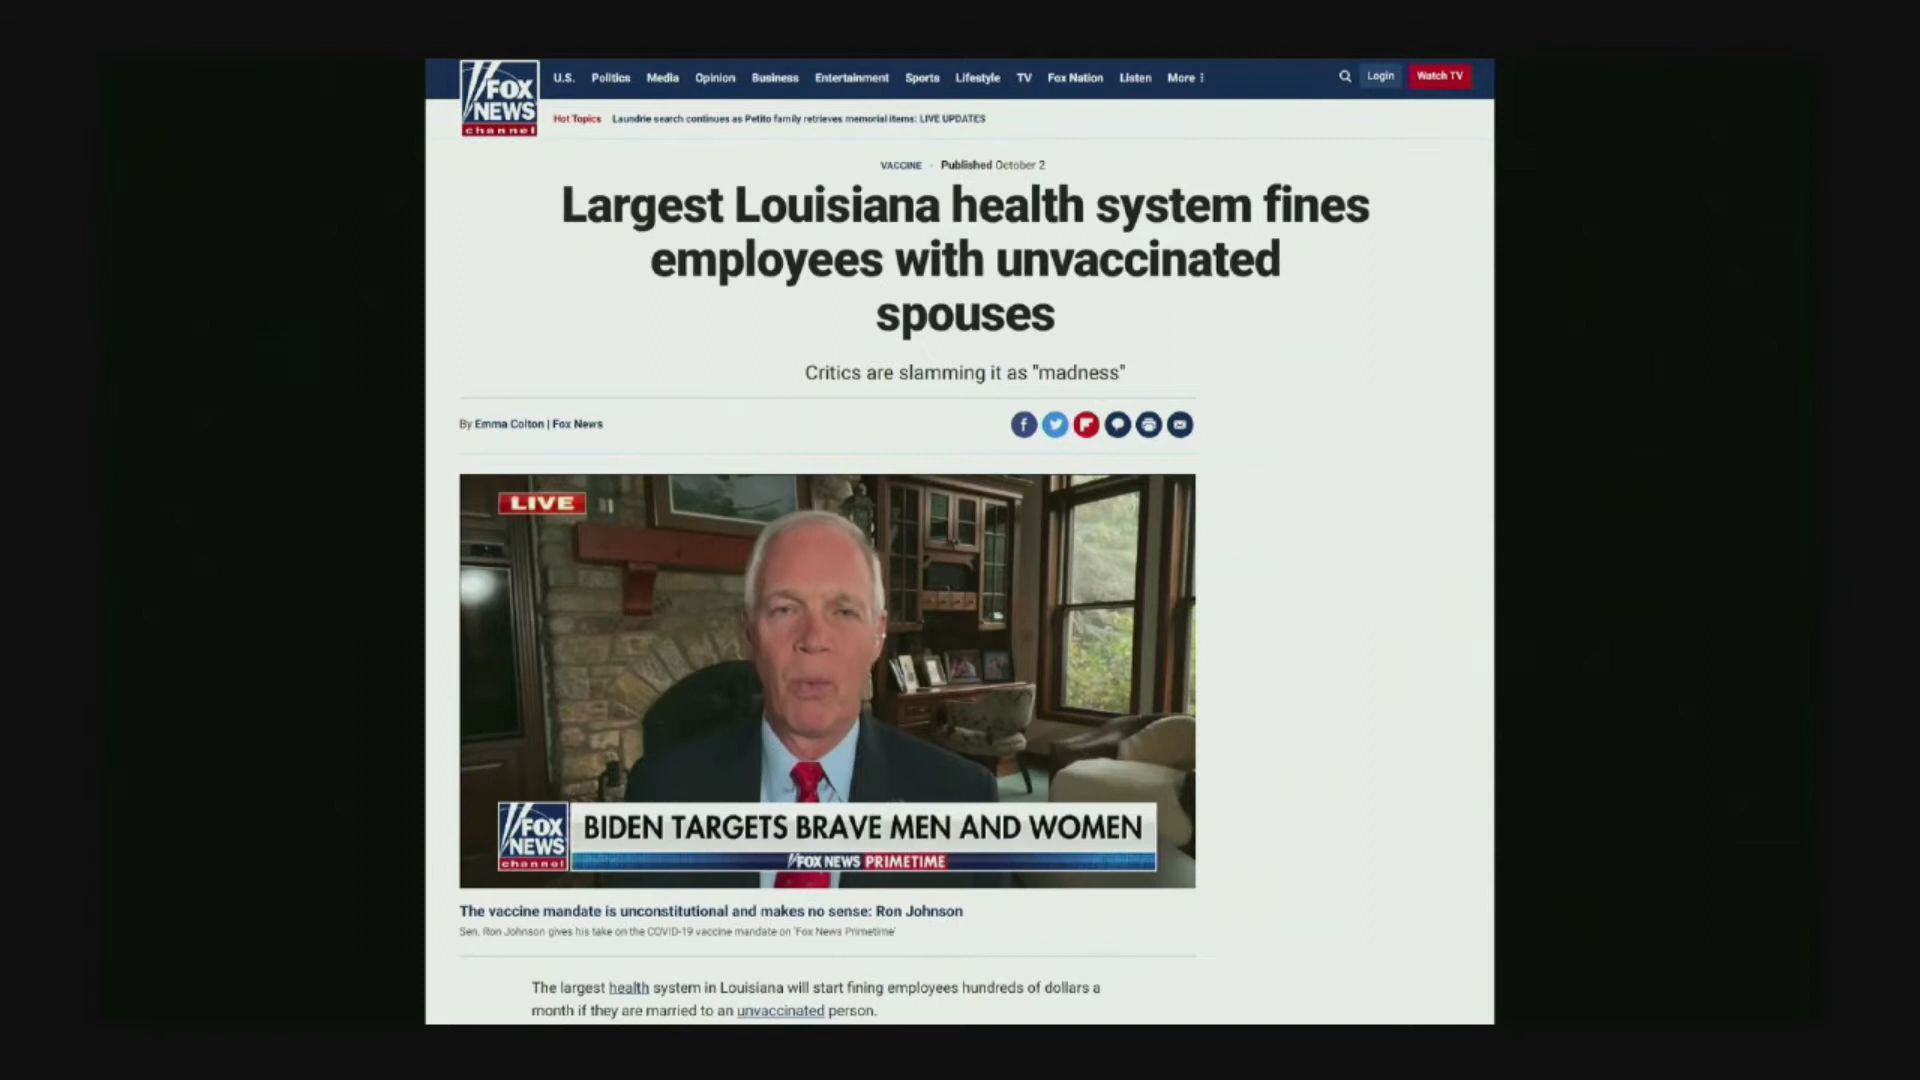 FOX
NEWS
channel
U.S. Politics Media Opinion Business Entertainment Sports Lifestyle TV Fox Nation Listen More
Login
Watch TV
Hot Topics Laundrie search continues as Petito family retrieves memorial items: LIVE UPDATES
VACCINE · Published October 2
Largest Louisiana health system fines
employees with unvaccinated
spouses
Critics are slamming it as "madness"
By Emma Colton | Fox News
LIVE
FOX
NEWS
channel
BIDEN TARGETS BRAVE MEN AND WOMEN
FOX NEWS PRIMETIME
The vaccine mandate is unconstitutional and makes no sense: Ron Johnson
Sen. Ron Johnson gives his take on the COVID-19 vaccine mandate on 'Fox News Primetime'
The largest health system in Louisiana will start fining employees hundreds of dollars a
month if they are married to an unvaccinated person.